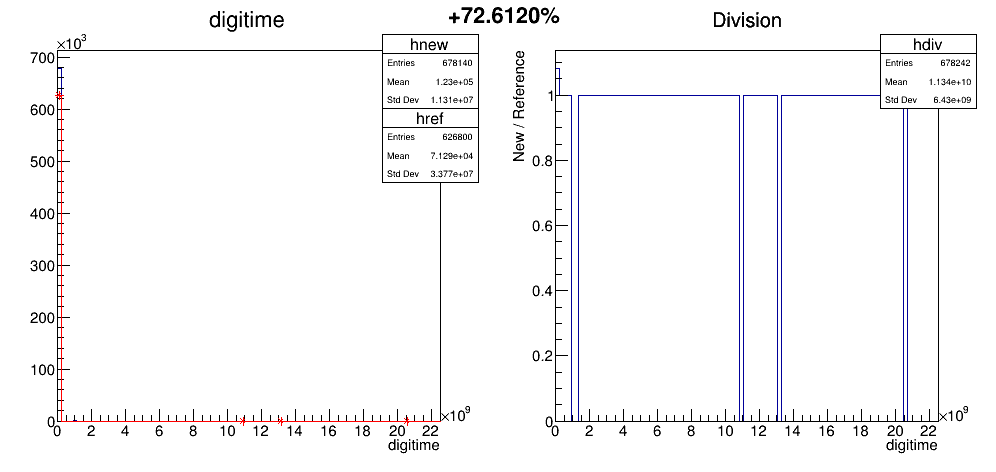 +72.6120%
digitime
×10³
700
600
500
400
300
200
100
0
0 2 4 6 8 10 12 14 16 18 20 22
×10⁹
digitime
hnew
Entries 678140
Mean 1.23e+05
Std Dev 1.131e+07
href
Entries 626800
Mean 7.129e+04
Std Dev 3.377e+07
Division
New / Reference
1
0.8
0.6
0.4
0.2
0
0 2 4 6 8 10 12 14 16 18 20 22
×10⁹
digitime
hdiv
Entries 678242
Mean 1.134e+10
Std Dev 6.43e+09